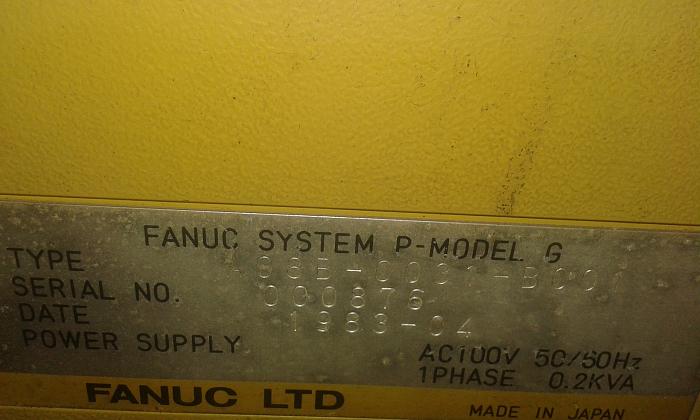 FANUC SYSTEM P-MODEL G
TYPE
SERIAL NO. 000876
DATE 1983-04
POWER SUPPLY AC100V 50/60Hz
1PHASE 0.2KVA
FANUC LTD
MADE IN JAPAN